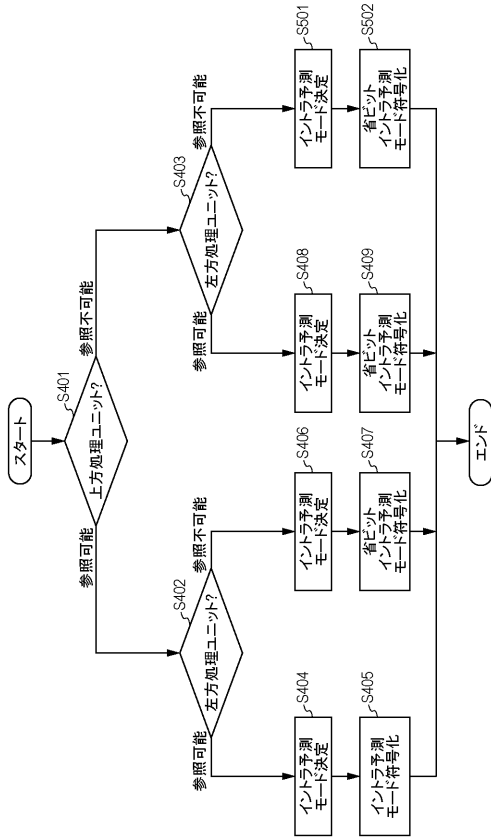 スタート
S401
上方処理ユニット?
参照可能
参照不可能
S402
左方処理ユニット?
参照可能
参照不可能
S403
左方処理ユニット?
参照可能
参照不可能
S404
イントラ予測
モード決定
S405
イントラ予測
モード符号化
S406
イントラ予測
モード決定
S407
省ビット
イントラ予測
モード符号化
S408
イントラ予測
モード決定
S409
省ビット
イントラ予測
モード符号化
S501
イントラ予測
モード決定
S502
省ビット
イントラ予測
モード符号化
エンド